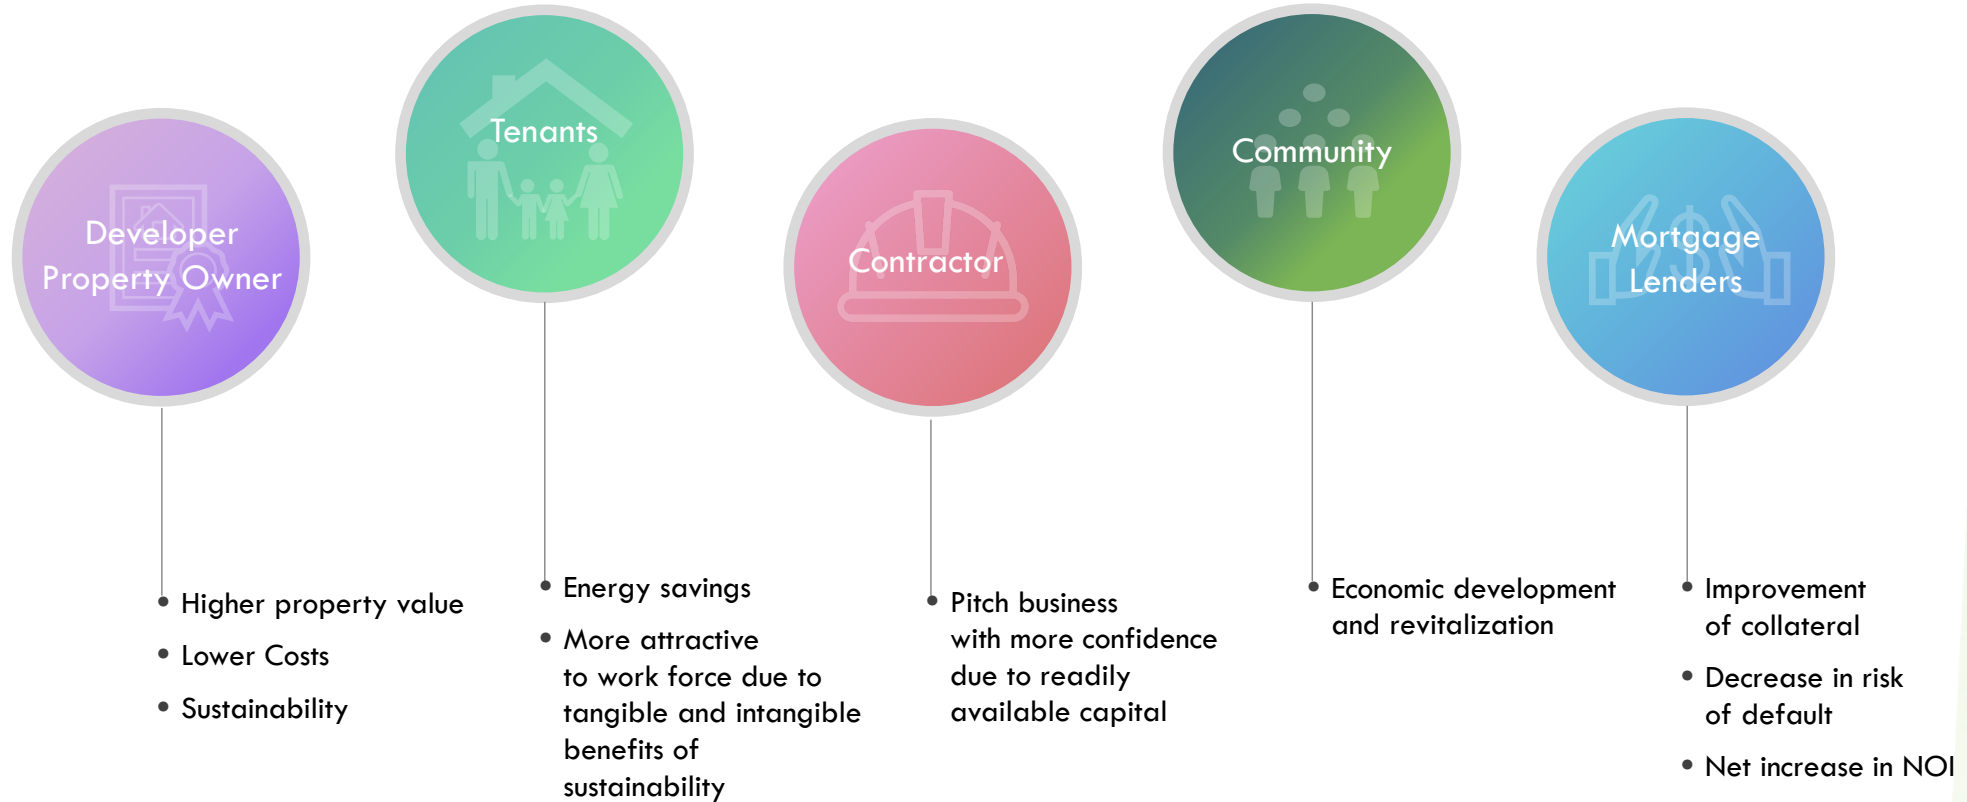 Developer
Property Owner
• Higher property value
• Lower Costs
• Sustainability
Tenants
• Energy savings
• More attractive
to work force due to
tangible and intangible
benefits of
sustainability
Contractor
• Pitch business
with more confidence
due to readily
available capital
Community
• Economic development
and revitalization
Mortgage
Lenders
• Improvement
of collateral
• Decrease in risk
of default
• Net increase in NOI